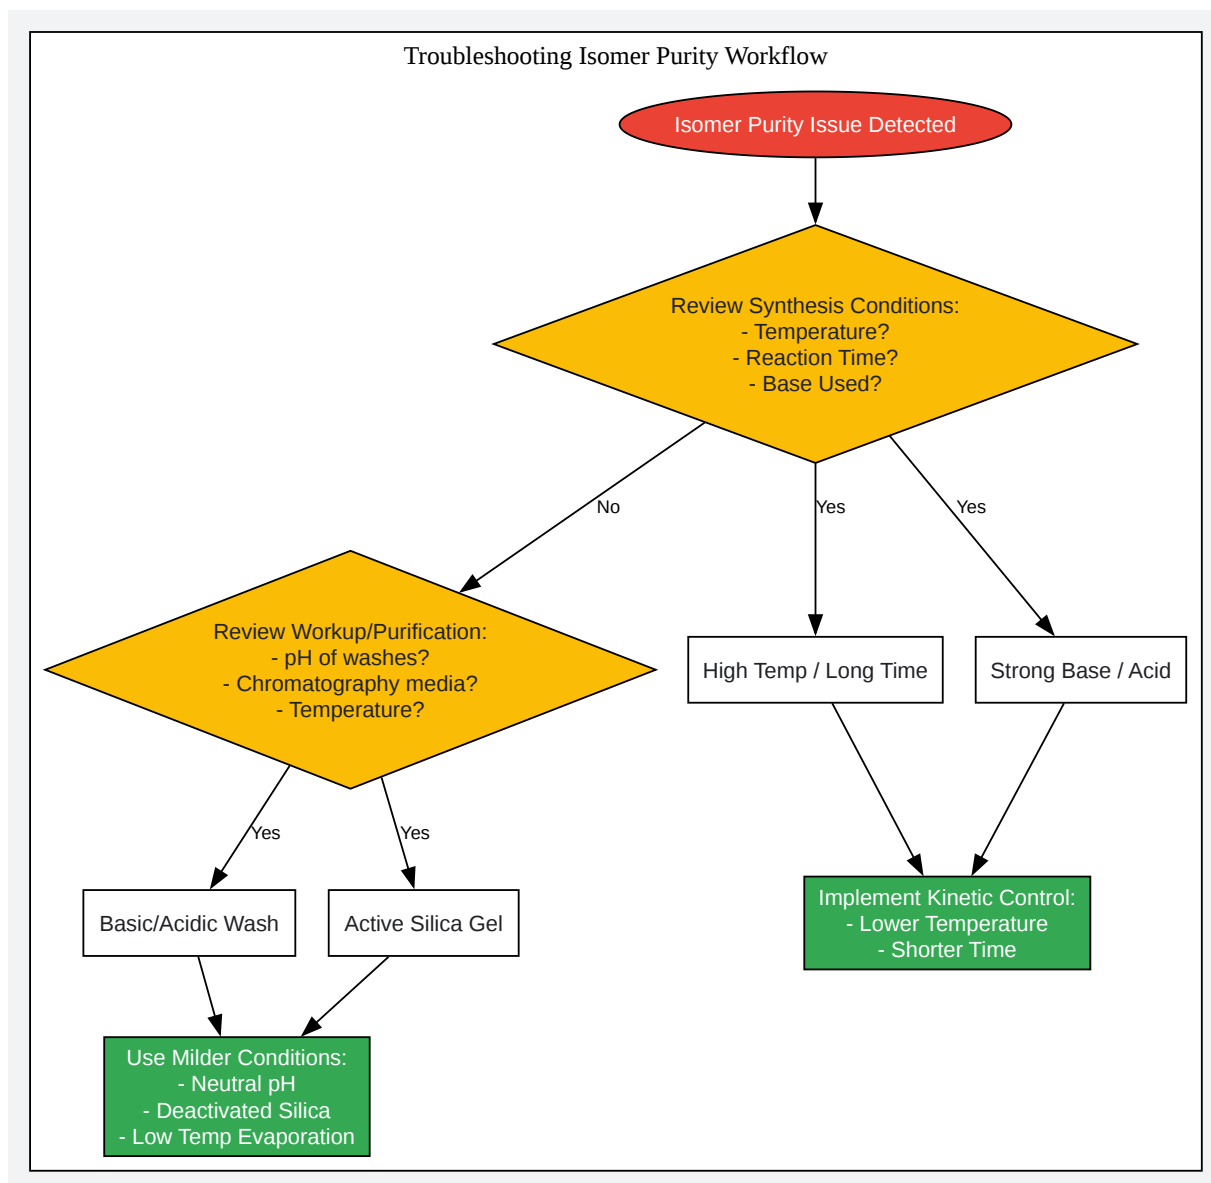 Troubleshooting Isomer Purity Workflow
Isomer Purity Issue Detected
Review Synthesis Conditions:
- Temperature?
- Reaction Time?
- Base Used?
No
Yes
Yes
Review Workup/Purification:
- pH of washes?
- Chromatography media?
- Temperature?
High Temp / Long Time
Strong Base / Acid
Yes
Yes
Basic/Acidic Wash
Active Silica Gel
Implement Kinetic Control:
- Lower Temperature
- Shorter Time
Use Milder Conditions:
- Neutral pH
- Deactivated Silica
- Low Temp Evaporation